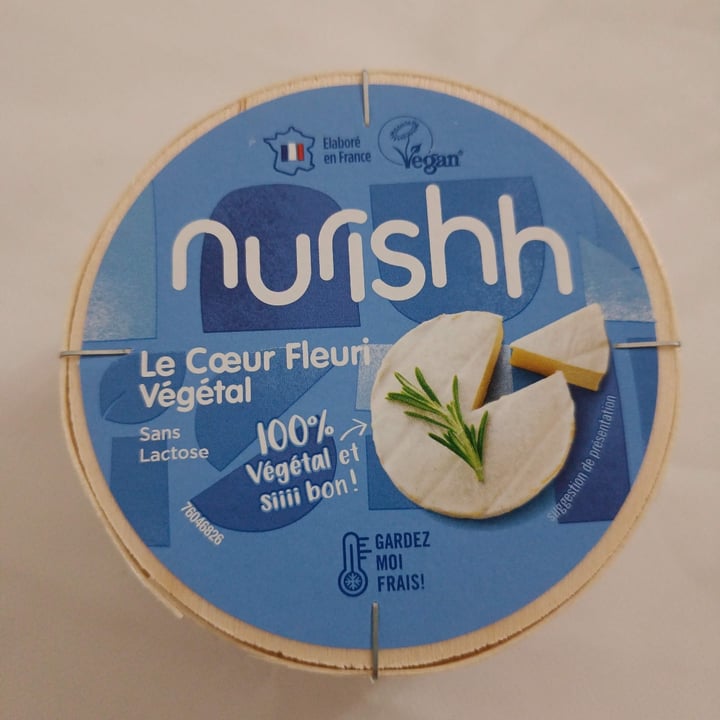 Elaboré
en France
Vegan
nurishh
Le Cœur Fleuri
Végétal
Sans
Lactose
100%
Végétal et
siiii bon!
suggestion de présentation
76046826
GARDEZ
MOI
FRAIS!